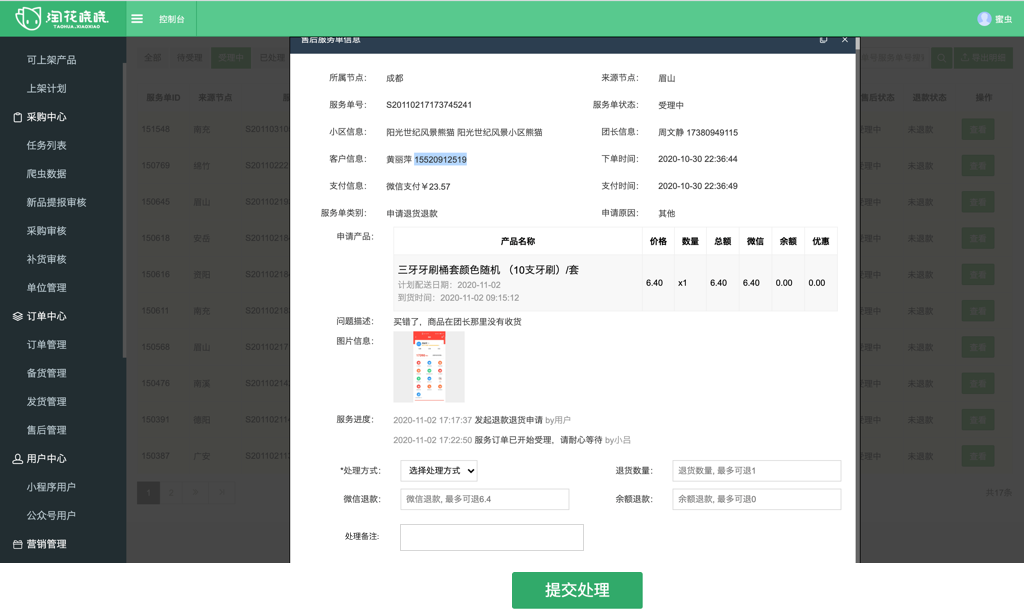 淘花晓晓
TAOHUA.XIAOXIAO
控制台
蜜虫
可上架产品
上架计划
采购中心
任务列表
爬虫数据
新品提报审核
采购审核
补货审核
单位管理
订单中心
订单管理
备货管理
发货管理
售后管理
用户中心
小程序用户
公众号用户
营销管理
全部 待受理 受理中 已处理
导出明细
服务单ID 来源节点
售后状态 退款状态 操作
151548 南充 S20110310
受理中 未退款 查看
150769 绵竹 S20110222
受理中 未退款 查看
150645 眉山 S20110219
受理中 未退款 查看
150618 安岳 S20110218
受理中 未退款 查看
150616 资阳 S20110218
受理中 未退款 查看
150611 南充 S20110218
受理中 未退款 查看
150568 眉山 S20110217
受理中 未退款 查看
150476 南溪 S20110214
受理中 未退款 查看
150391 德阳 S2011021
受理中 未退款 查看
150387 广安 S2011021
受理中 未退款 查看
1 2
共17条
售后服务单信息
所属节点: 成都 来源节点: 眉山
服务单号: S20110217173745241 服务单状态: 受理中
小区信息: 阳光世纪风景熊猫 阳光世纪风景小区熊猫 团长信息: 周文静 17380949115
客户信息: 黄丽萍 15520912519 下单时间: 2020-10-30 22:36:44
支付信息: 微信支付￥23.57 支付时间: 2020-10-30 22:36:49
服务单类别: 申请退货退款 申请原因: 其他
申请产品:
产品名称 价格 数量 总额 微信 余额 优惠
三牙牙刷桶套颜色随机 （10支牙刷）/套
计划配送日期: 2020-11-02
到货时间: 2020-11-02 09:15:12
6.40 x1 6.40 6.40 0.00 0.00
问题描述: 买错了，商品在团长那里没有收货
图片信息:
服务进度: 2020-11-02 17:17:37 发起退款退货申请 by用户
2020-11-02 17:22:50 服务订单已开始受理，请耐心等待 by小吕
*处理方式: 选择处理方式 退货数量: 退货数量, 最多可退1
微信退款: 微信退款, 最多可退6.4 余额退款: 余额退款, 最多可退0
处理备注:
提交处理